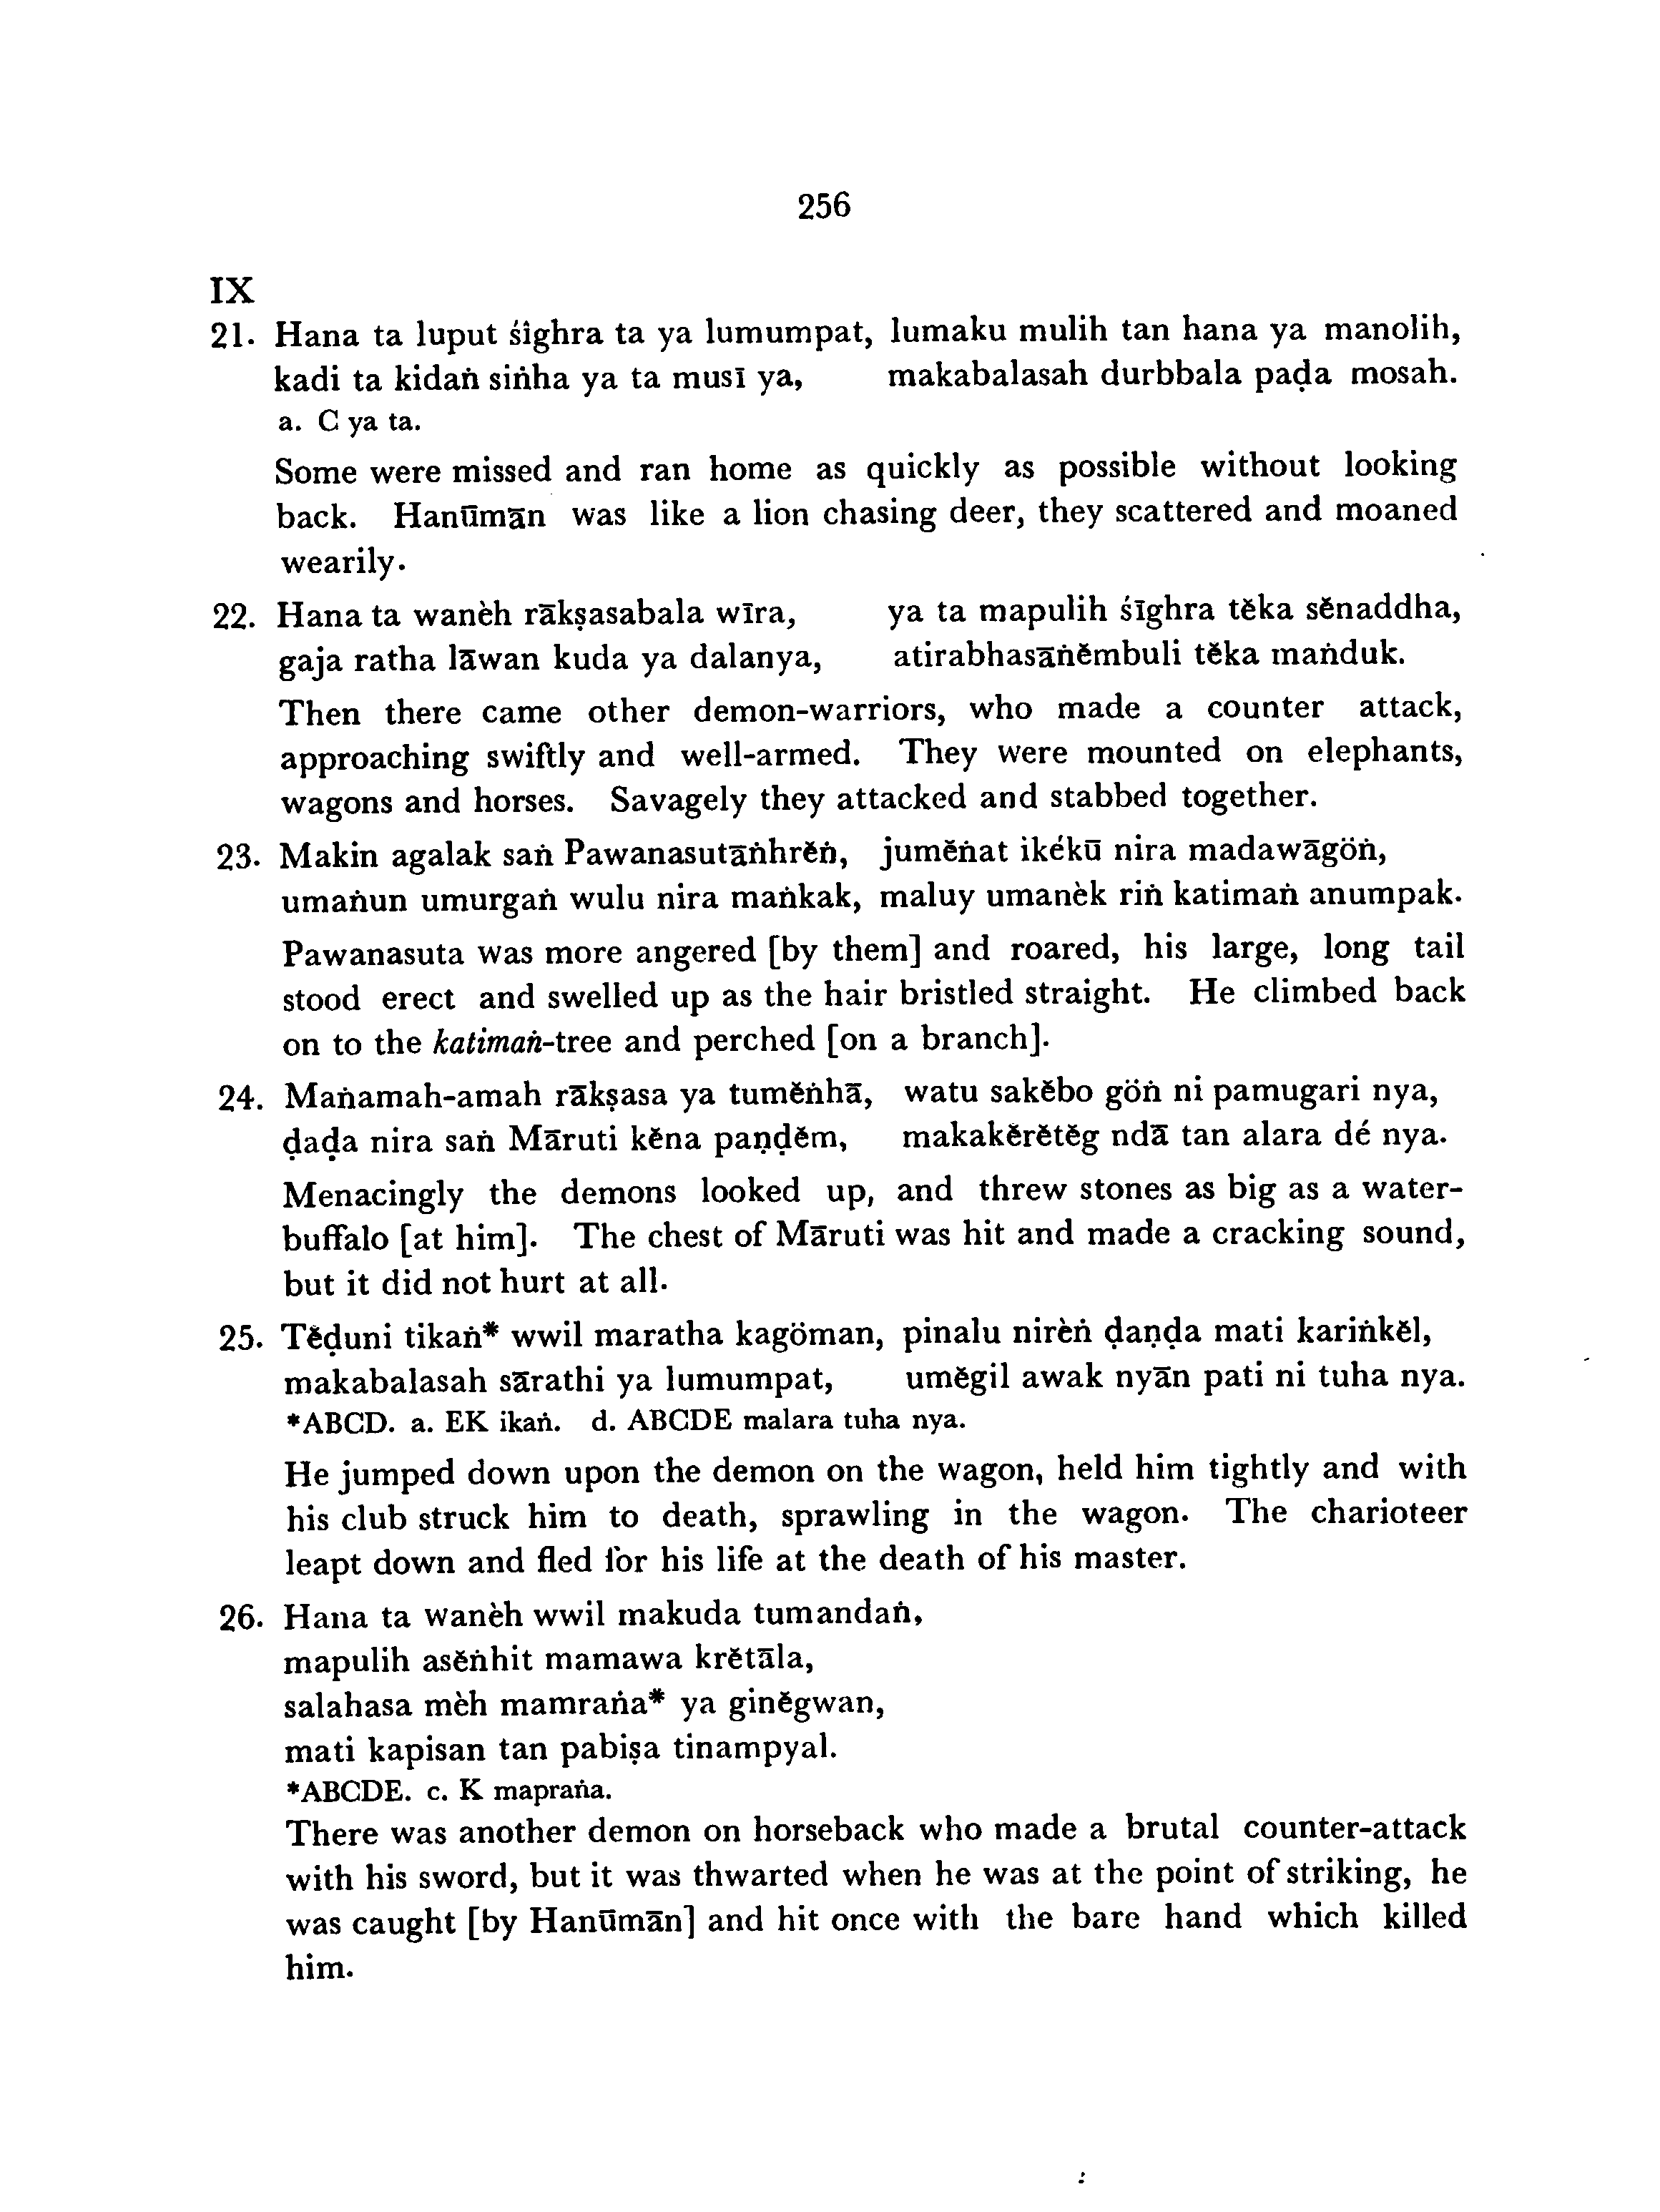 256
IX
21. Hana ta luput śîghra ta ya lumumpat, lumaku mulih tan hana ya manolih,
kadi ta kidaṅ siṅha ya ta musī ya, makabalasah durbbala paḍa mosah.
a. C ya ta.
Some were missed and ran home as quickly as possible without looking
back. Hanūmān was like a lion chasing deer, they scattered and moaned
wearily.
22. Hana ta wanèh rākṣasabala wīra, ya ta mapulih śīghra tĕka sĕnaddha,
gaja ratha lāwan kuda ya dalanya, atirabhasāṅĕmbuli tĕka maṅduk.
Then there came other demon-warriors, who made a counter attack,
approaching swiftly and well-armed. They were mounted on elephants,
wagons and horses. Savagely they attacked and stabbed together.
23. Makin agalak saṅ Pawanasutāṅhrĕṅ, jumĕṅat ikékū nira madawāgöṅ,
umaṅun umurgaṅ wulu nira maṅkak, maluy umanèk riṅ katimaṅ anumpak.
Pawanasuta was more angered [by them] and roared, his large, long tail
stood erect and swelled up as the hair bristled straight. He climbed back
on to the katimaṅ-tree and perched [on a branch].
24. Maṅamah-amah rākṣasa ya tumĕṅhā, watu sakĕbo göṅ ni pamugari nya,
ḍaḍa nira saṅ Māruti kĕna paṇḍĕm, makakĕrĕtĕg ndā tan alara dé nya.
Menacingly the demons looked up, and threw stones as big as a water-
buffalo [at him]. The chest of Māruti was hit and made a cracking sound,
but it did not hurt at all.
25. Tĕḍuni tikaṅ* wwil maratha kagöman, pinalu nirèṅ ḍaṇḍa mati kariṅkĕl,
makabalasah sārathi ya lumumpat, umĕgil awak nyān pati ni tuha nya.
*ABCD. a. EK ikaṅ. d. ABCDE malara tuha nya.
He jumped down upon the demon on the wagon, held him tightly and with
his club struck him to death, sprawling in the wagon. The charioteer
leapt down and fled for his life at the death of his master.
26. Hana ta wanèh wwil makuda tumandaṅ,
mapulih asĕṅhit mamawa krĕtāla,
salahasa mèh mamraṅa* ya ginĕgwan,
mati kapisan tan pabiṣa tinampyal.
*ABCDE. c. K mapraṅa.
There was another demon on horseback who made a brutal counter-attack
with his sword, but it was thwarted when he was at the point of striking, he
was caught [by Hanūmān] and hit once with the bare hand which killed
him.